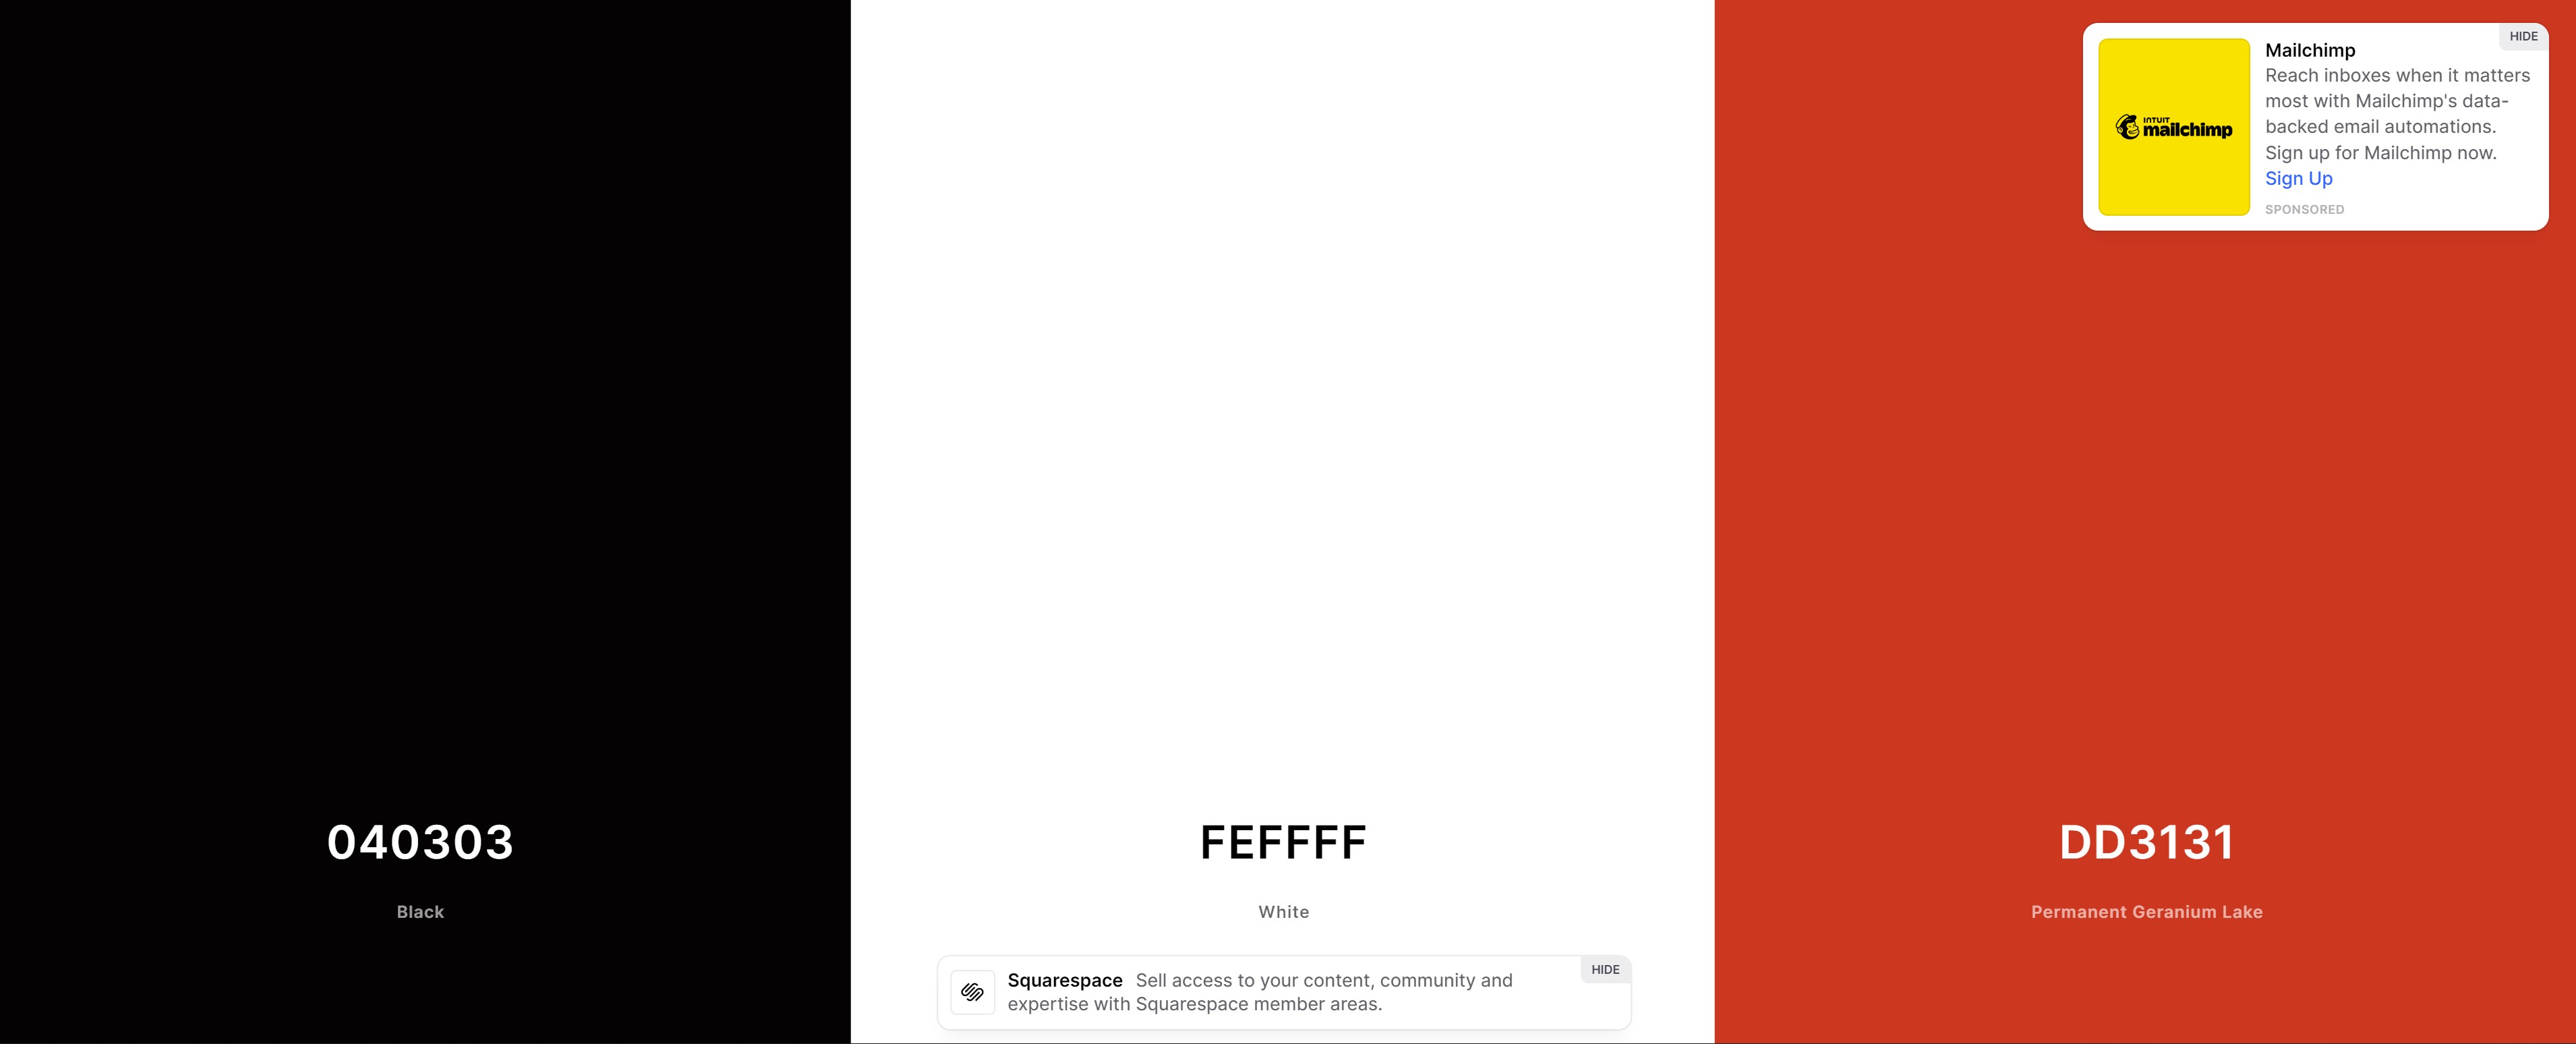 HIDE
Mailchimp
Reach inboxes when it matters
most with Mailchimp's data-
backed email automations.
Sign up for Mailchimp now.
Sign Up
SPONSORED
INTUIT
mailchimp
040303
Black
FEFFFF
White
DD3131
Permanent Geranium Lake
HIDE
Squarespace Sell access to your content, community and
expertise with Squarespace member areas.